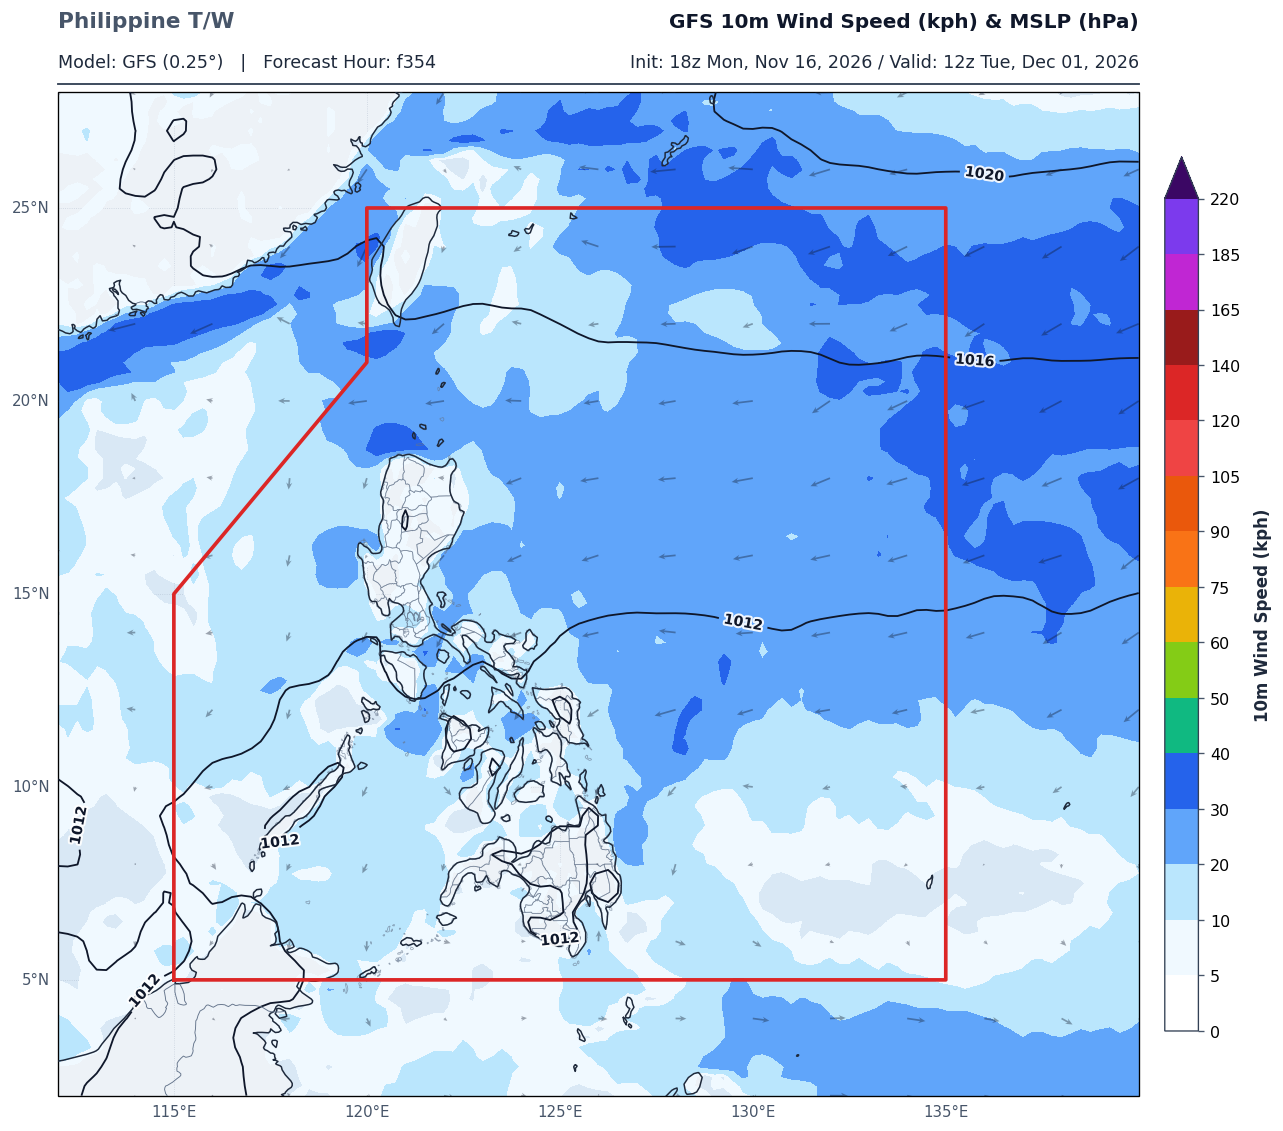 Philippine T/W
GFS 10m Wind Speed (kph) & MSLP (hPa)
Model: GFS (0.25°) | Forecast Hour: f354
Init: 18z Mon, Nov 16, 2026 / Valid: 12z Tue, Dec 01, 2026
25°N
20°N
15°N
10°N
5°N
115°E
120°E
125°E
130°E
135°E
1020
1016
1012
1012
1012
1012
1012
220
185
165
140
120
105
90
75
60
50
40
30
20
10
5
0
10m Wind Speed (kph)